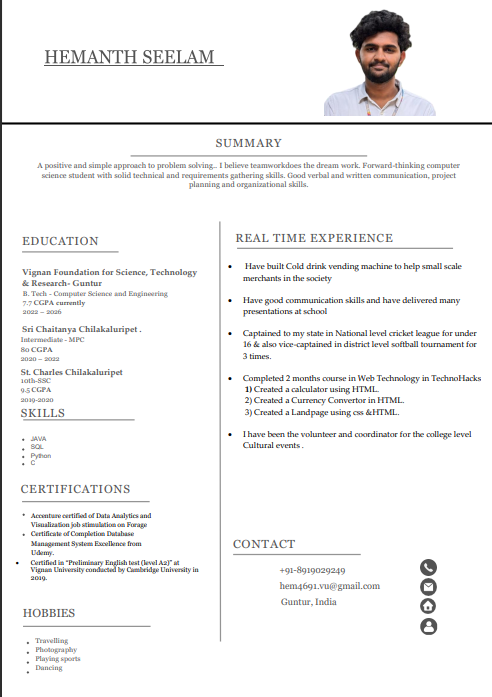 HEMANTH SEELAM
SUMMARY
A positive and simple approach to problem solving.. I believe teamworkdoes the dream work. Forward-thinking computer
science student with solid technical and requirements gathering skills. Good verbal and written communication, project
planning and organizational skills.
EDUCATION
Vignan Foundation for Science, Technology
& Research- Guntur
B. Tech - Computer Science and Engineering
7.7 CGPA currently
2022 – 2026
Sri Chaitanya Chilakaluripet .
Intermediate - MPC
80 CGPA
2020 – 2022
St. Charles Chilakaluripet
10th-SSC
9.5 CGPA
2019-2020
SKILLS
• JAVA
• SQL
• Python
• C
CERTIFICATIONS
• Accenture certified of Data Analytics and
Visualization job stimulation on Forage
• Certificate of Completion Database
Management System Excellence from
Udemy.
• Certified in “Preliminary English test (level A2)” at
Vignan University conducted by Cambridge University in
2019.
HOBBIES
• Travelling
• Photography
• Playing sports
• Dancing
REAL TIME EXPERIENCE
• Have built Cold drink vending machine to help small scale
merchants in the society
• Have good communication skills and have delivered many
presentations at school
• Captained to my state in National level cricket league for under
16 & also vice-captained in district level softball tournament for
3 times.
• Completed 2 months course in Web Technology in TechnoHacks
1) Created a calculator using HTML.
2) Created a Currency Convertor in HTML.
3) Created a Landpage using css &HTML.
• I have been the volunteer and coordinator for the college level
Cultural events .
CONTACT
+91-8919029249
hem4691.vu@gmail.com
Guntur, India